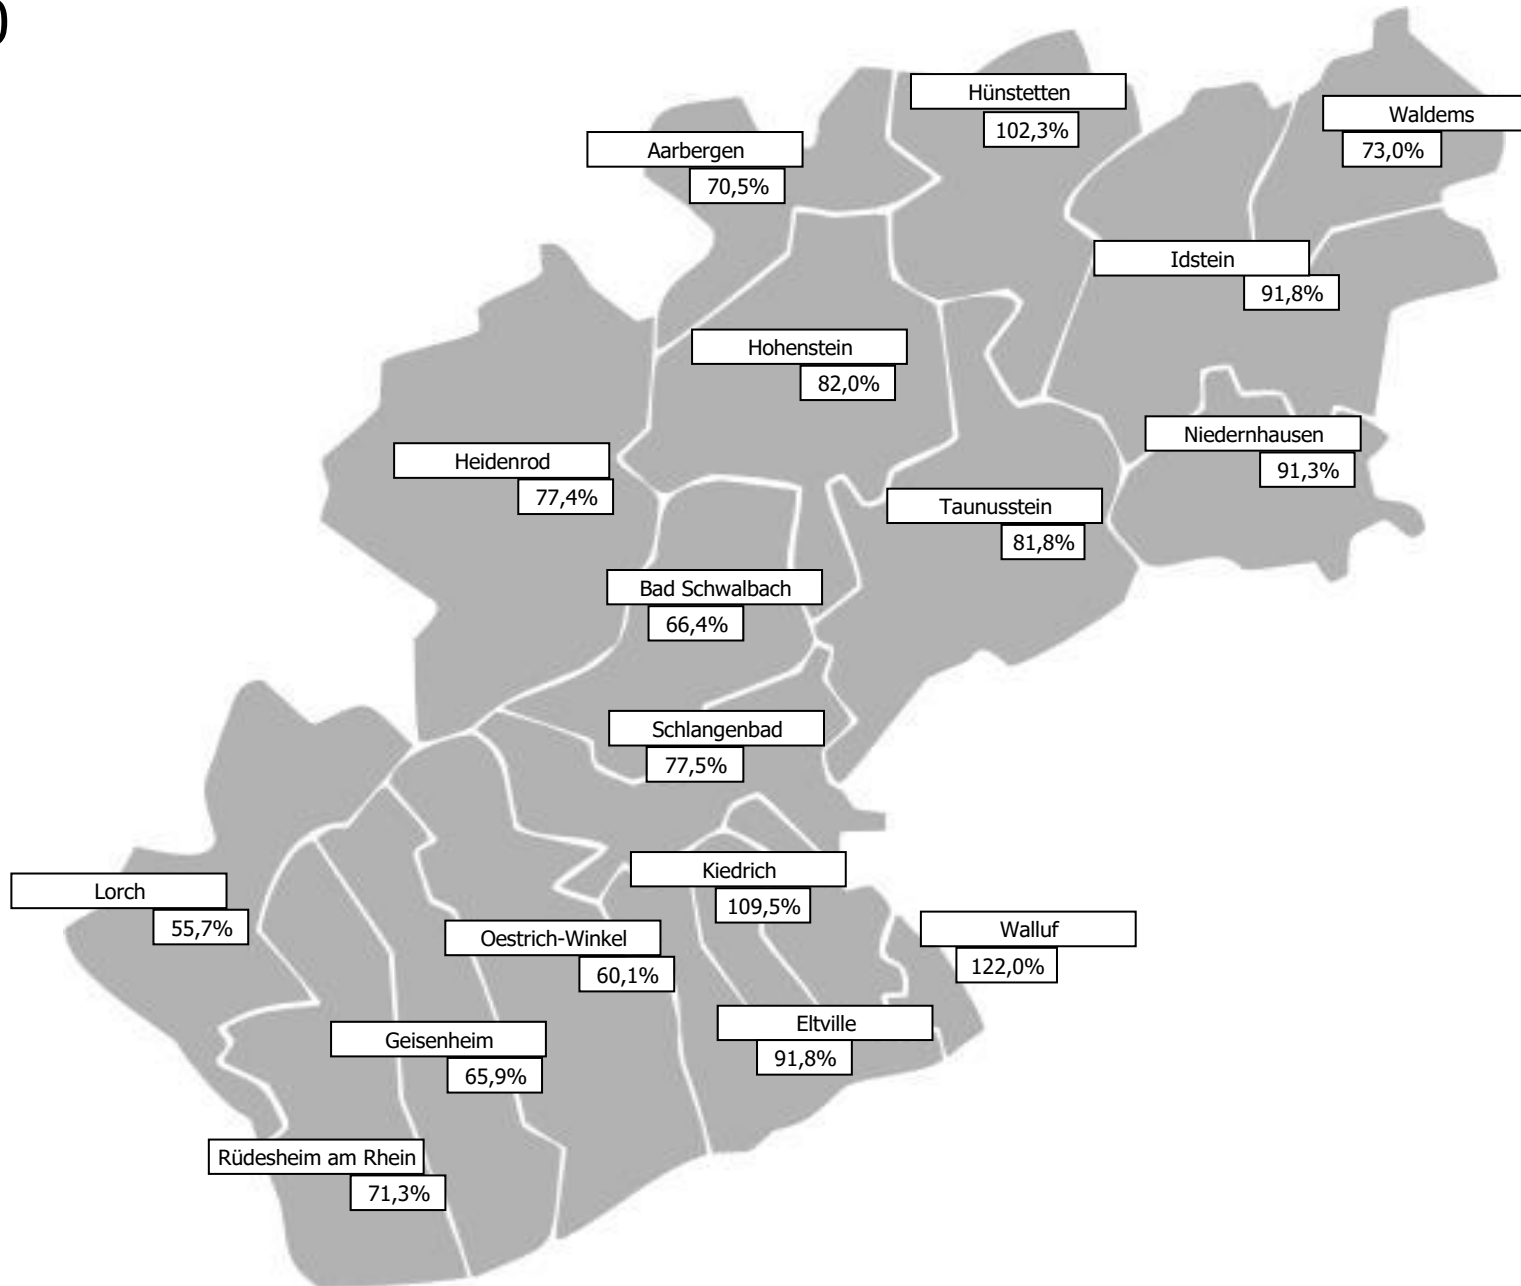 )
Hünstetten
102,3%
Waldems
73,0%
Aarbergen
70,5%
Idstein
91,8%
Hohenstein
82,0%
Niedernhausen
91,3%
Heidenrod
77,4%
Taunusstein
81,8%
Bad Schwalbach
66,4%
Schlangenbad
77,5%
Kiedrich
109,5%
Lorch
55,7%
Oestrich-Winkel
60,1%
Walluf
122,0%
Eltville
91,8%
Geisenheim
65,9%
Rüdesheim am Rhein
71,3%